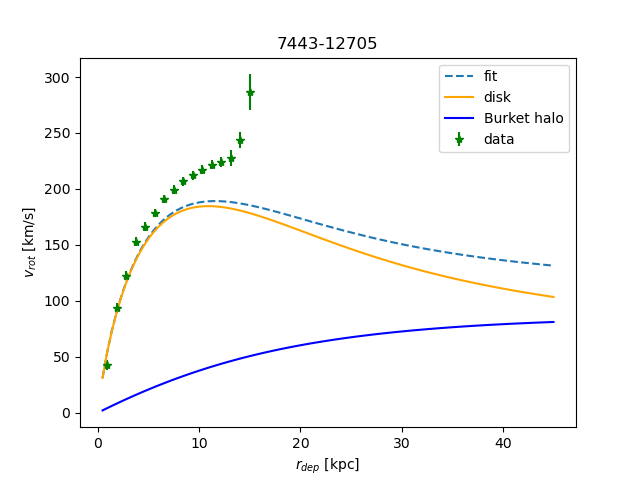 7443-12705
fit
disk
Burket halo
data
300
250
200
150
100
50
0
v_rot [km/s]
0 10 20 30 40
r_dep [kpc]